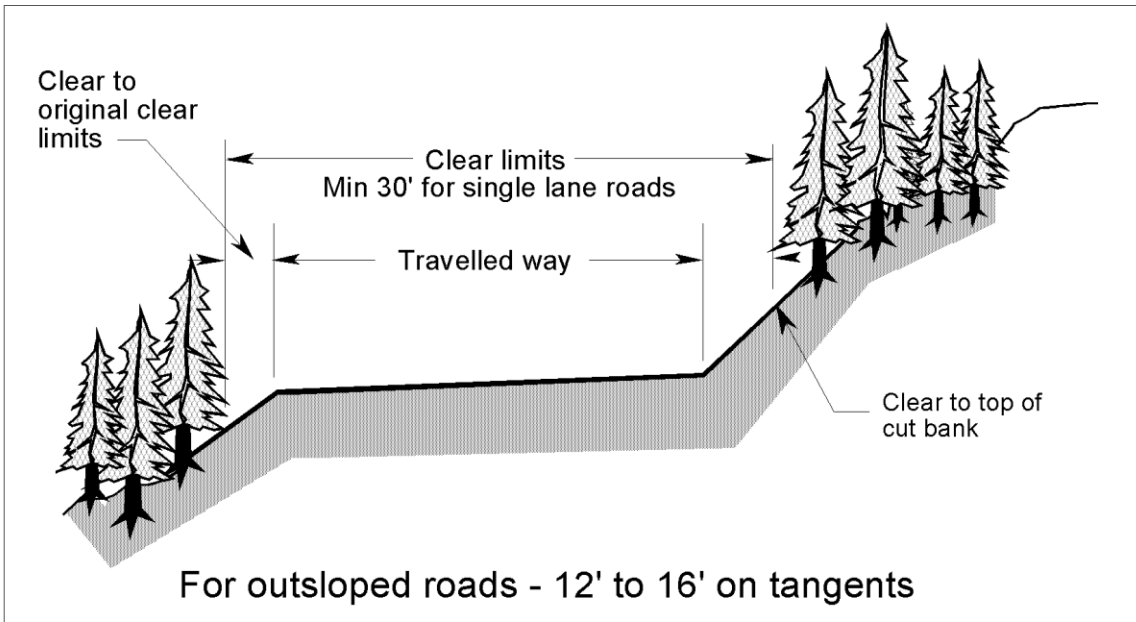 Clear to
original clear
limits
Clear limits
Min 30' for single lane roads
Travelled way
Clear to top of
cut bank
For outsloped roads - 12' to 16' on tangents